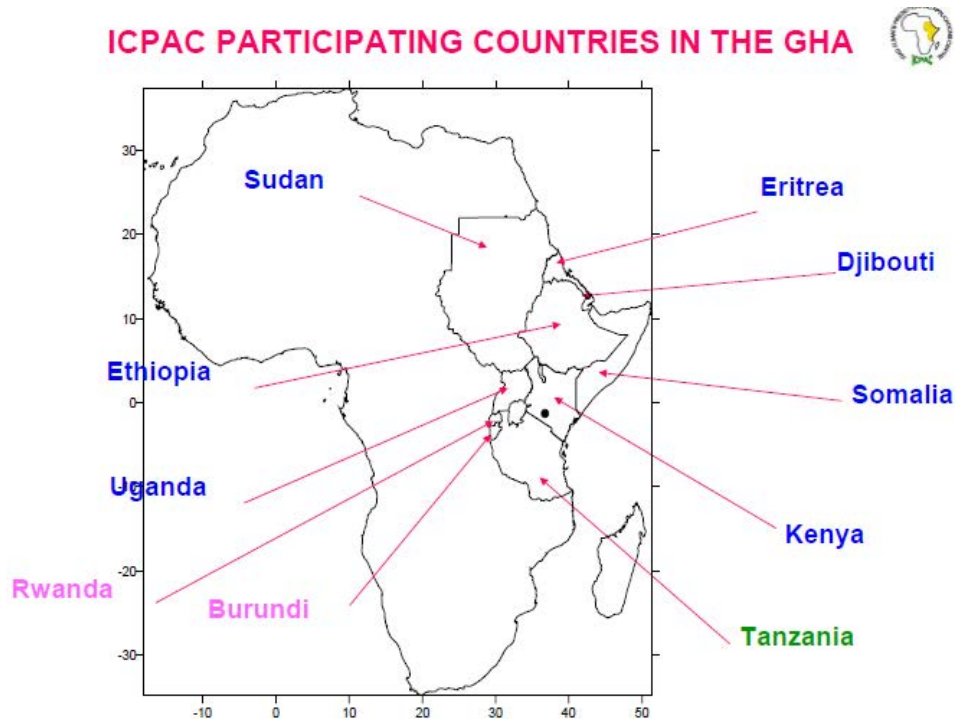 ICPAC PARTICIPATING COUNTRIES IN THE GHA
ICPAC
30
Sudan
Eritrea
20
Djibouti
10
Ethiopia
Somalia
0
Uganda
Kenya
-20
Rwanda
Burundi
Tanzania
-30
-10 0 10 20 30 40 50